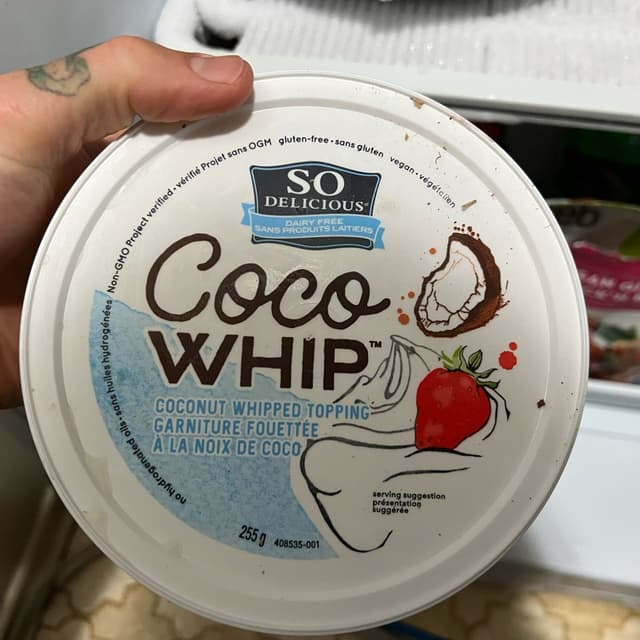 no hydrogenated oils • sans huiles hydrogénées Non-GMO Project verified • vérifié Projet sans OGM gluten-free • sans gluten vegan • végétalien
SO
DELICIOUS
DAIRY FREE
SANS PRODUITS LAITIERS
Coco
WHIP™
COCONUT WHIPPED TOPPING
GARNITURE FOUETTÉE
À LA NOIX DE COCO
serving suggestion
présentation
suggérée
255 g 408535-001